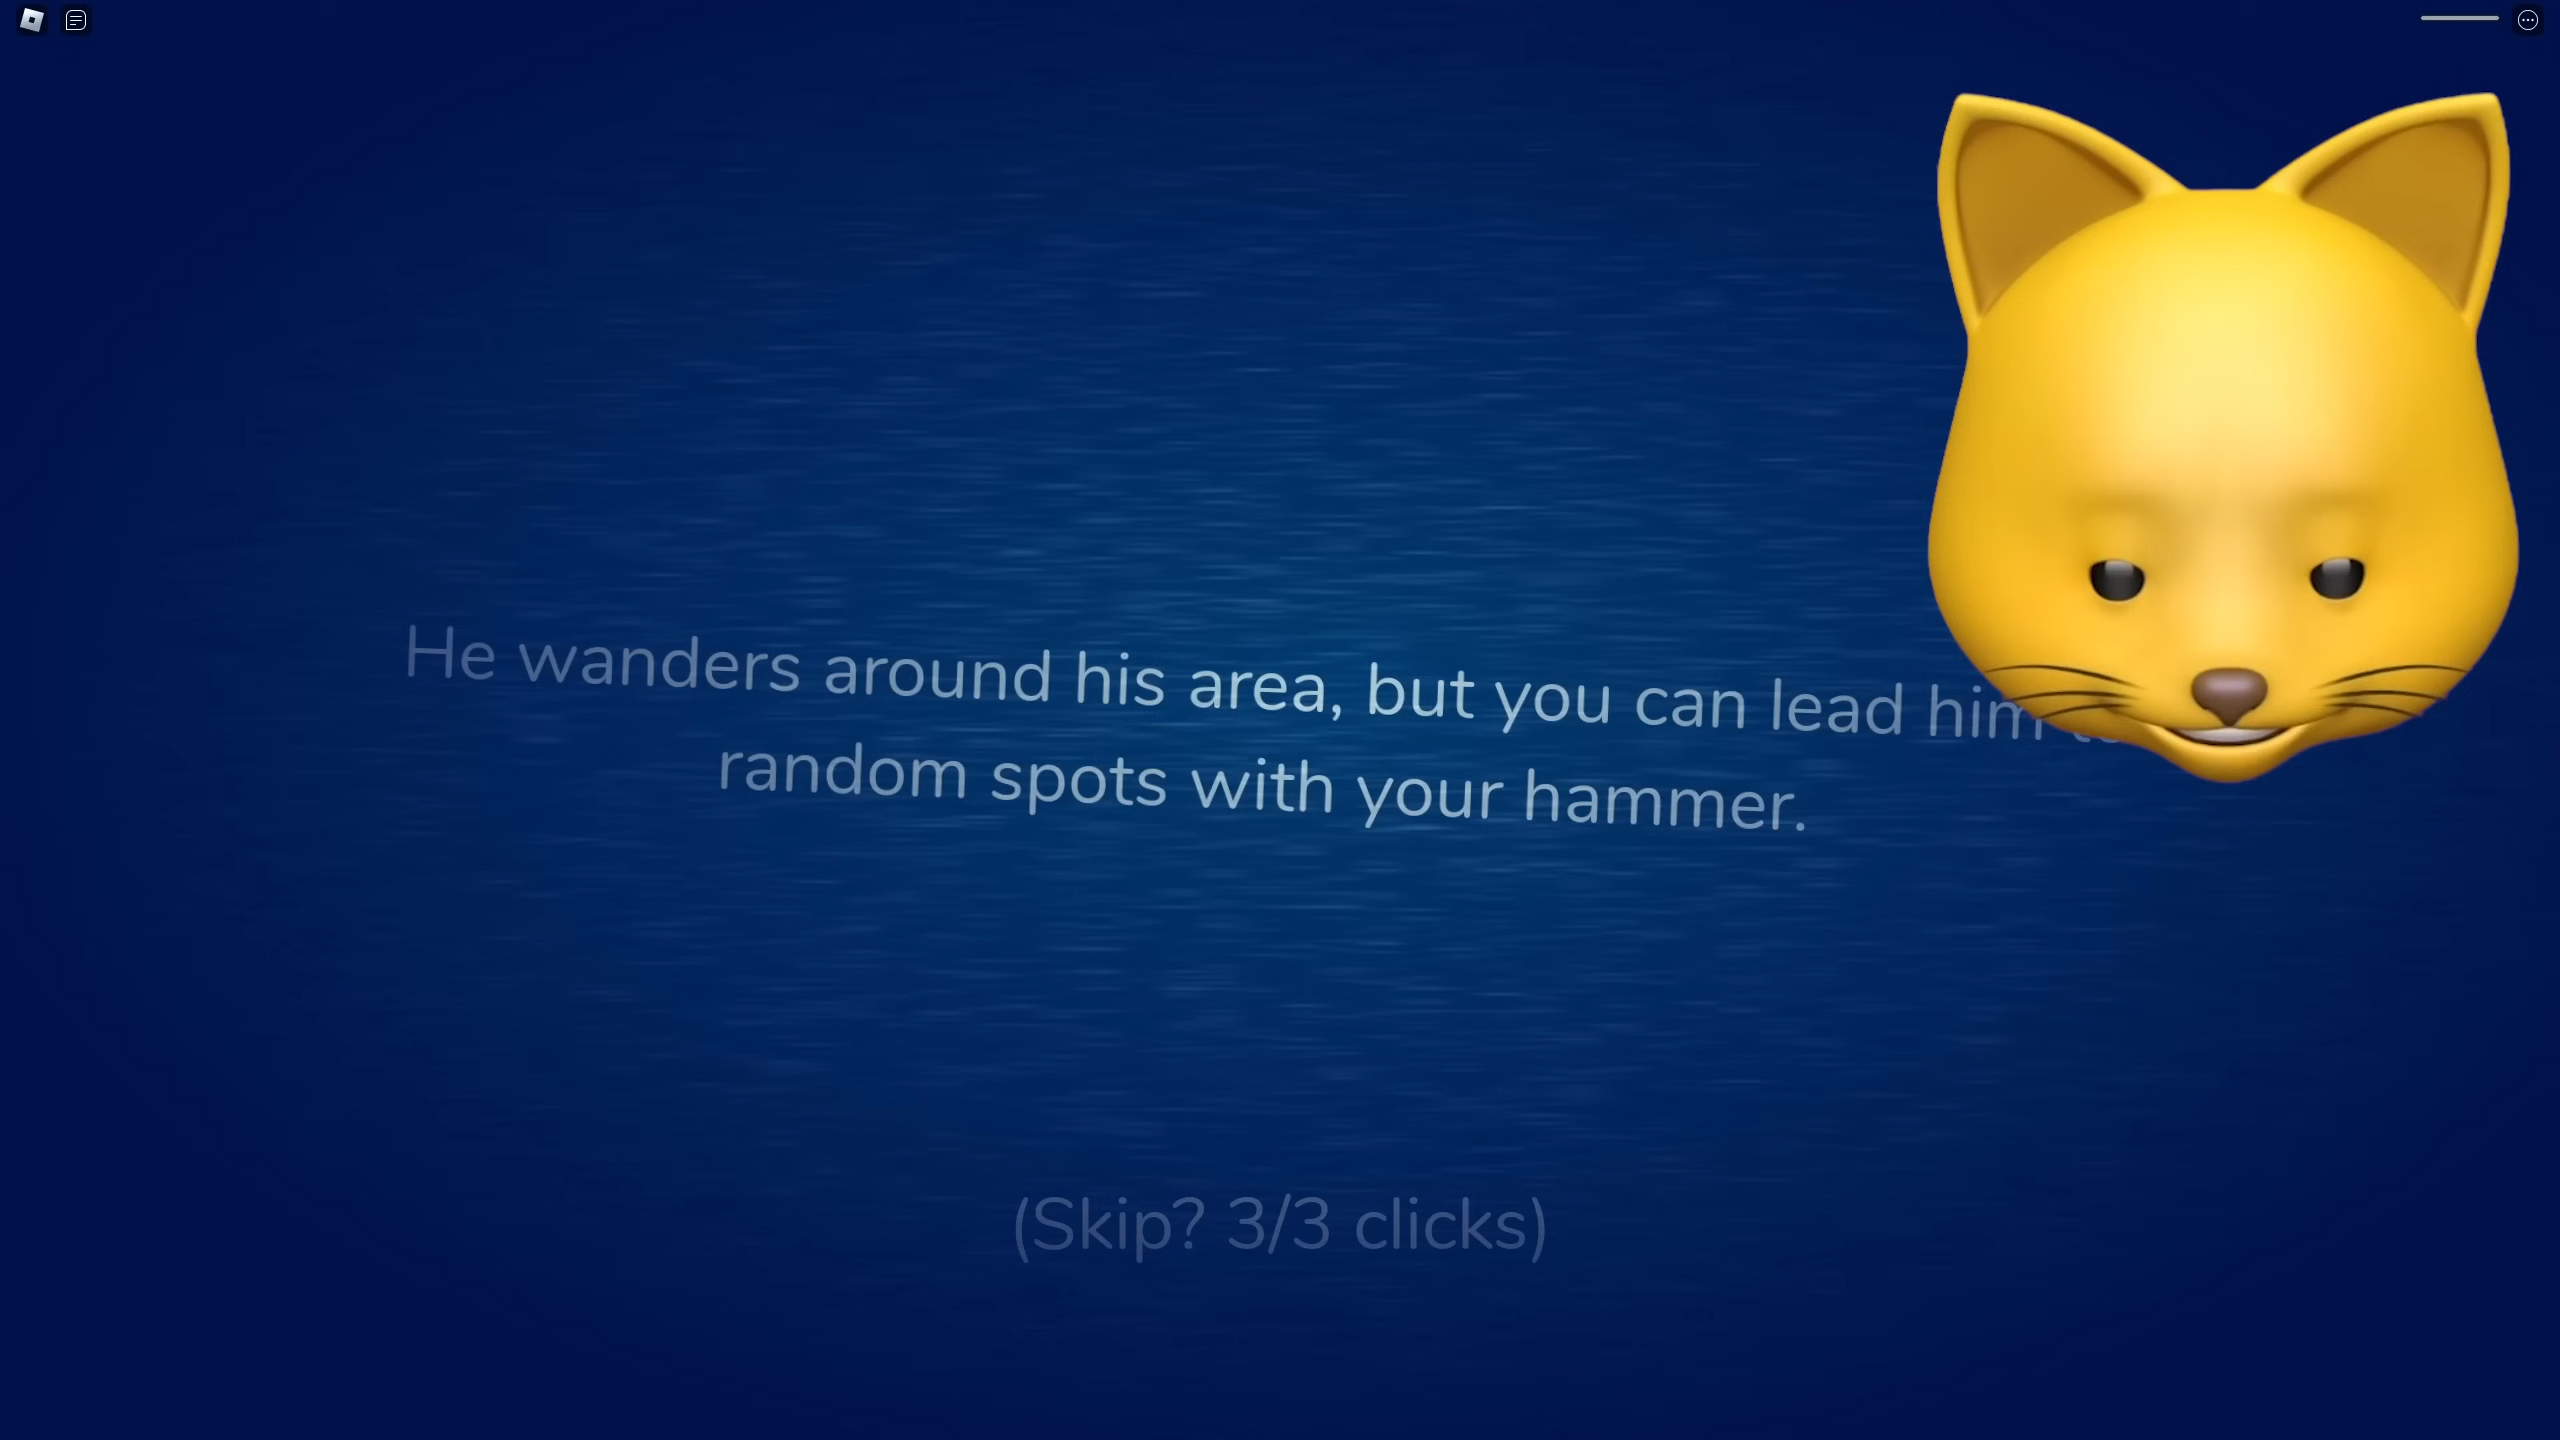 He wanders around his area, but you can lead him to
random spots with your hammer.
(Skip? 3/3 clicks)